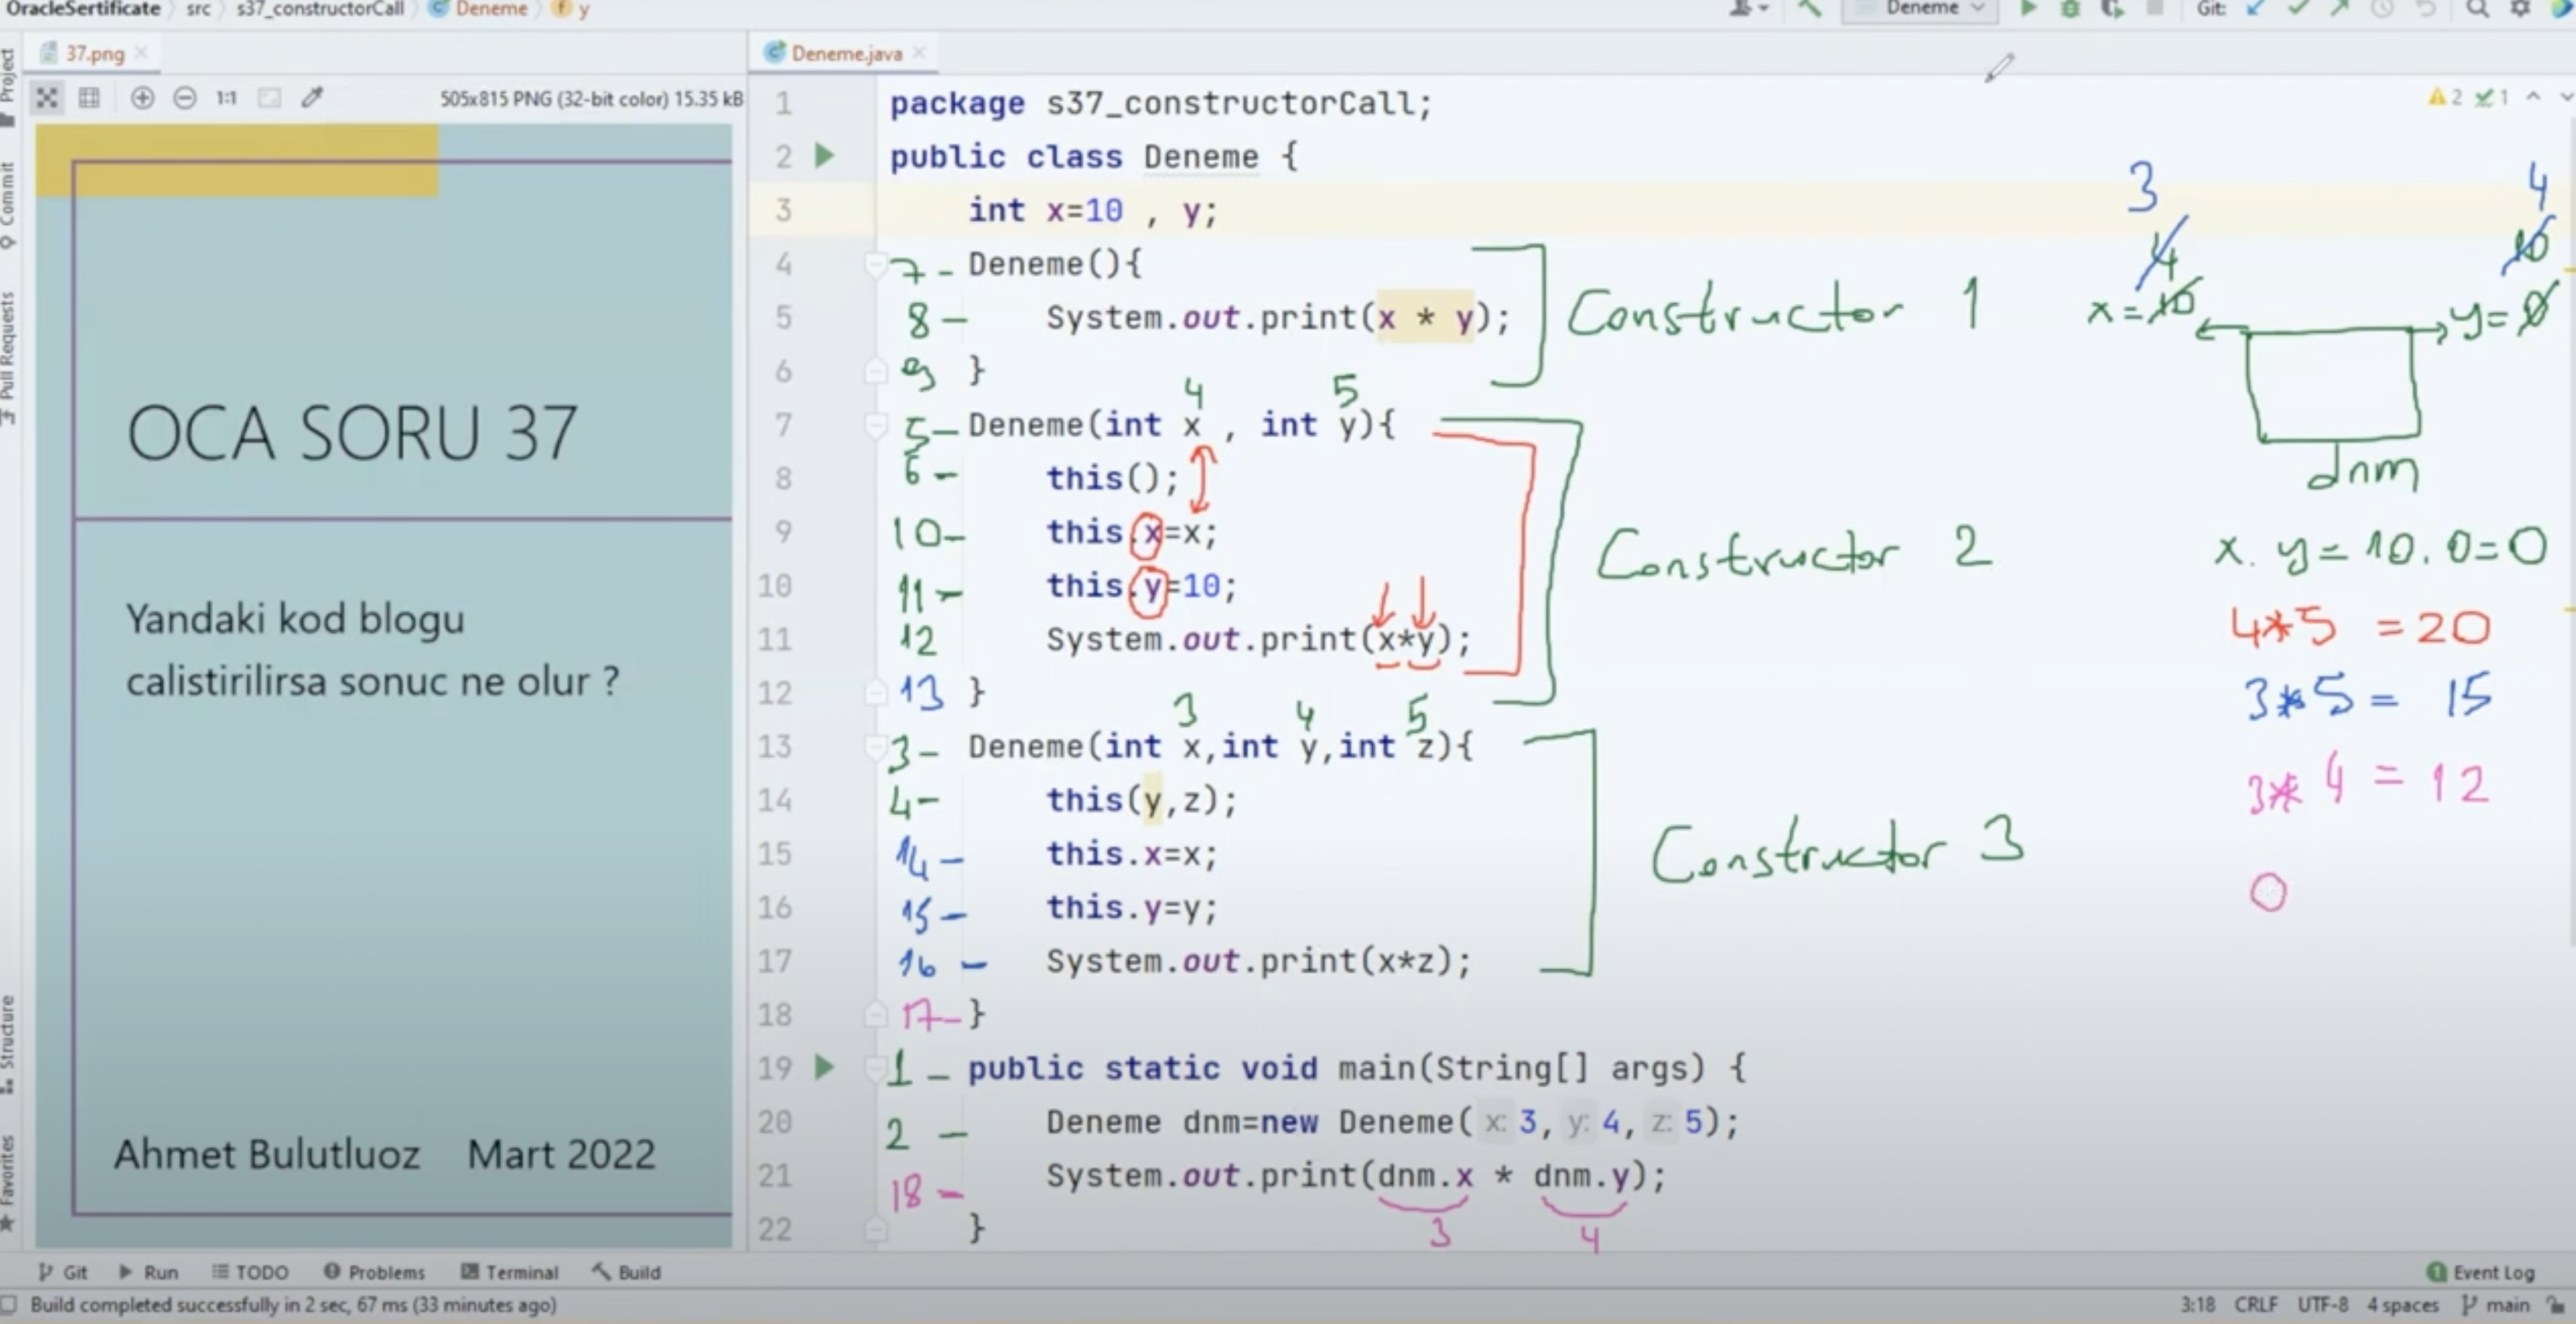 OracleSertificate src s37_constructorCall Deneme y
Deneme Git:
37.png
Deneme.java
1:1 505x815 PNG (32-bit color) 15.35 kB
2 1
Project
Commit
Pull Requests
Structure
Favorites
OCA SORU 37
Yandaki kod blogu
calistirilirsa sonuc ne olur ?
Ahmet Bulutluoz Mart 2022
1 package s37_constructorCall;
2 public class Deneme {
3 int x=10 , y;
4 7- Deneme(){
5 8- System.out.print(x * y);
6 9 }
4 5
7 5- Deneme(int x , int y){
8 6- this();
9 10- this.x=x;
10 11- this.y=10;
11 12 System.out.print(x*y);
12 13 }
3 4 5
13 3- Deneme(int x,int y,int z){
14 4- this(y,z);
15 14- this.x=x;
16 15- this.y=y;
17 16- System.out.print(x*z);
18 17- }
19 1- public static void main(String[] args) {
20 2- Deneme dnm=new Deneme( x: 3, y: 4, z: 5);
21 18- System.out.print(dnm.x * dnm.y);
3 4
22 }
Constructor 1
Constructor 2
Constructor 3
3 4
4 10
x=10 y=0
dnm
x.y=10.0=0
4*5 =20
3*5= 15
3*4=12
0
Git Run TODO Problems Terminal Build 1 Event Log
Build completed successfully in 2 sec, 67 ms (33 minutes ago) 3:18 CRLF UTF-8 4 spaces main